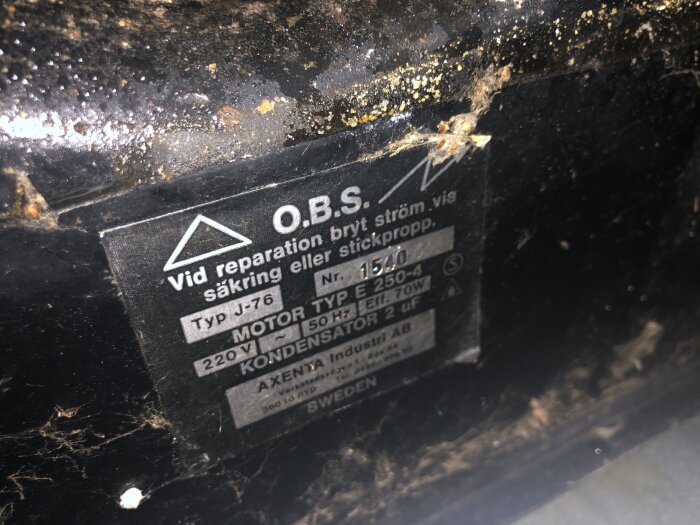 O.B.S.
Vid reparation bryt ström via
säkring eller stickpropp.
Typ J-76 Nr. 1540
MOTOR TYP E 250-4
220 V ~ 50 Hz Eff. 70W
KONDENSATOR 2 uF
AXENTA Industri AB
SWEDEN